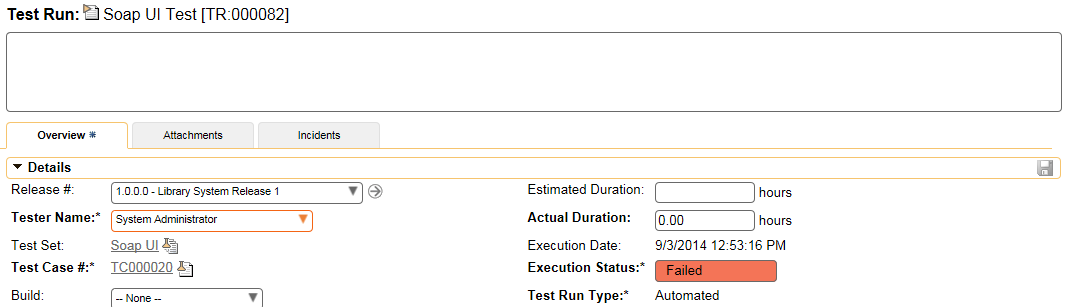 Test Run: Soap UI Test [TR:000082]
Overview * Attachments Incidents
Details
Release #: 1.0.0.0 - Library System Release 1 Estimated Duration: hours
Tester Name:* System Administrator Actual Duration: 0.00 hours
Test Set: Soap UI Execution Date: 9/3/2014 12:53:16 PM
Test Case #:* TC000020 Execution Status:* Failed
Build: -- None -- Test Run Type:* Automated